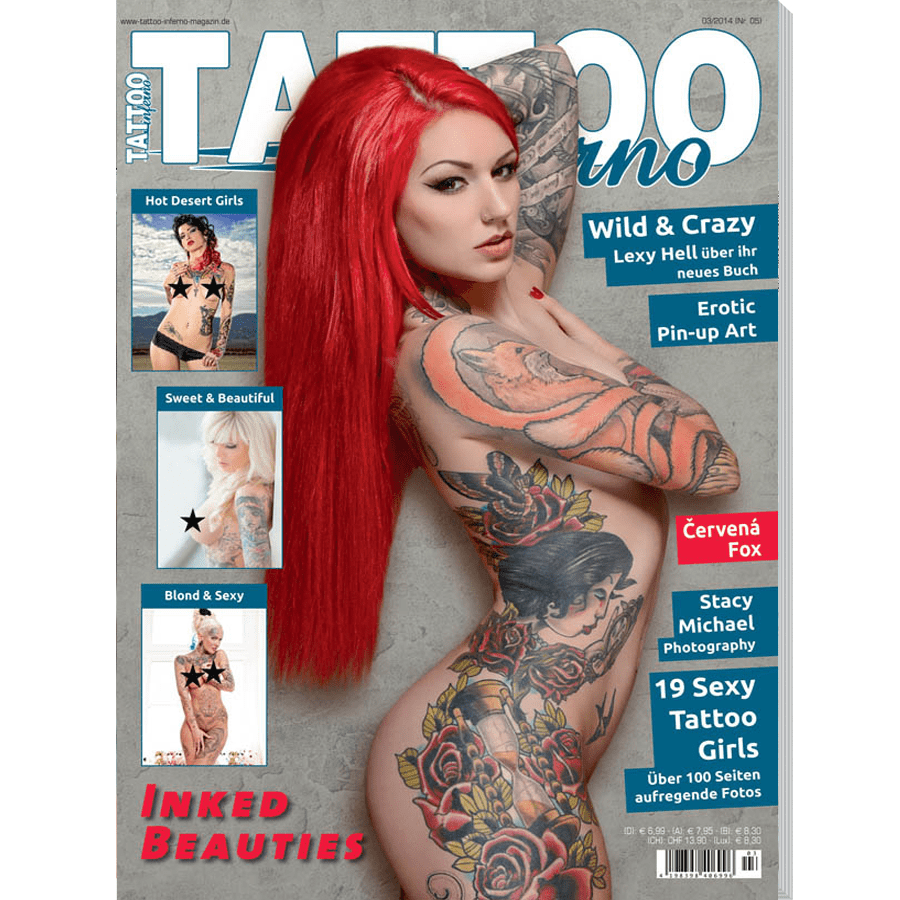 www.tattoo-inferno-magazin.de
03/2014 (Nr. 05)
TATTOO
inferno
TATTOO
erno
Hot Desert Girls
Wild & Crazy
Lexy Hell über ihr
neues Buch
Erotic
Pin-up Art
Sweet & Beautiful
Červená
Fox
Blond & Sexy
Stacy
Michael
Photography
19 Sexy
Tattoo
Girls
Über 100 Seiten
aufregende Fotos
INKED
BEAUTIES
(D): € 6,99 - (A): € 7,95 - (B): € 8,30
(CH): CHF 13,90 - (Lux): € 8,30